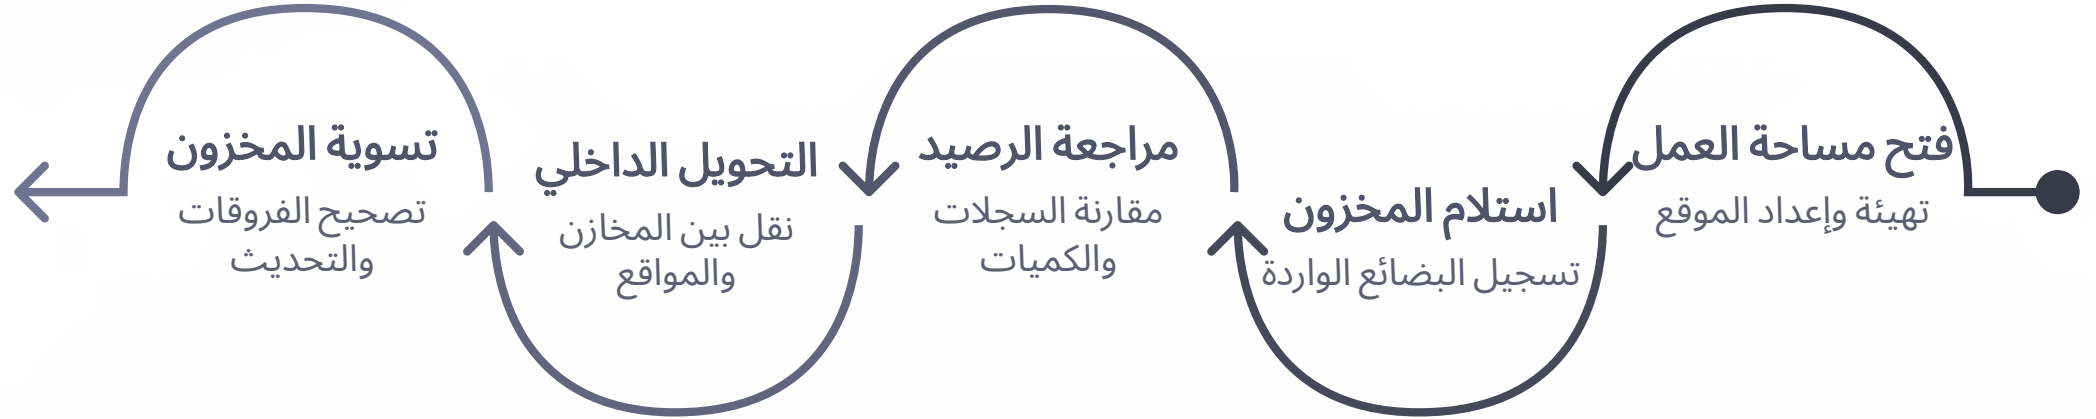 فتح مساحة العمل
تهيئة وإعداد الموقع
استلام المخزون
تسجيل البضائع الواردة
مراجعة الرصيد
مقارنة السجلات
والكميات
التحويل الداخلي
نقل بين المخازن
والمواقع
تسوية المخزون
تصحيح الفروقات
والتحديث